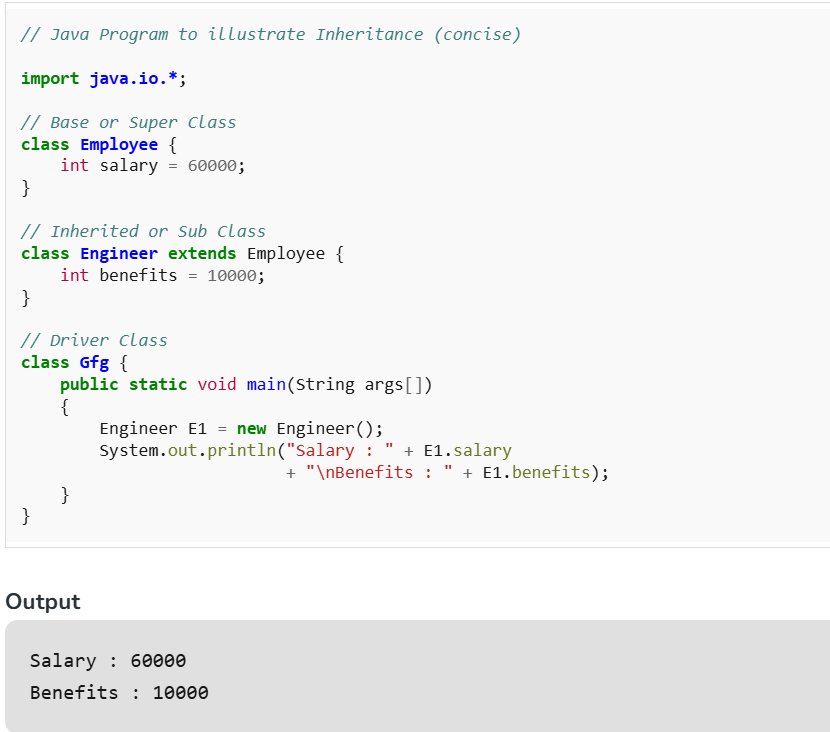 // Java Program to illustrate Inheritance (concise)
import java.io.*;
// Base or Super Class
class Employee {
    int salary = 60000;
}
// Inherited or Sub Class
class Engineer extends Employee {
    int benefits = 10000;
}
// Driver Class
class Gfg {
    public static void main(String args[])
    {
        Engineer E1 = new Engineer();
        System.out.println("Salary : " + E1.salary
                           + "\nBenefits : " + E1.benefits);
    }
}
Output
Salary : 60000
Benefits : 10000